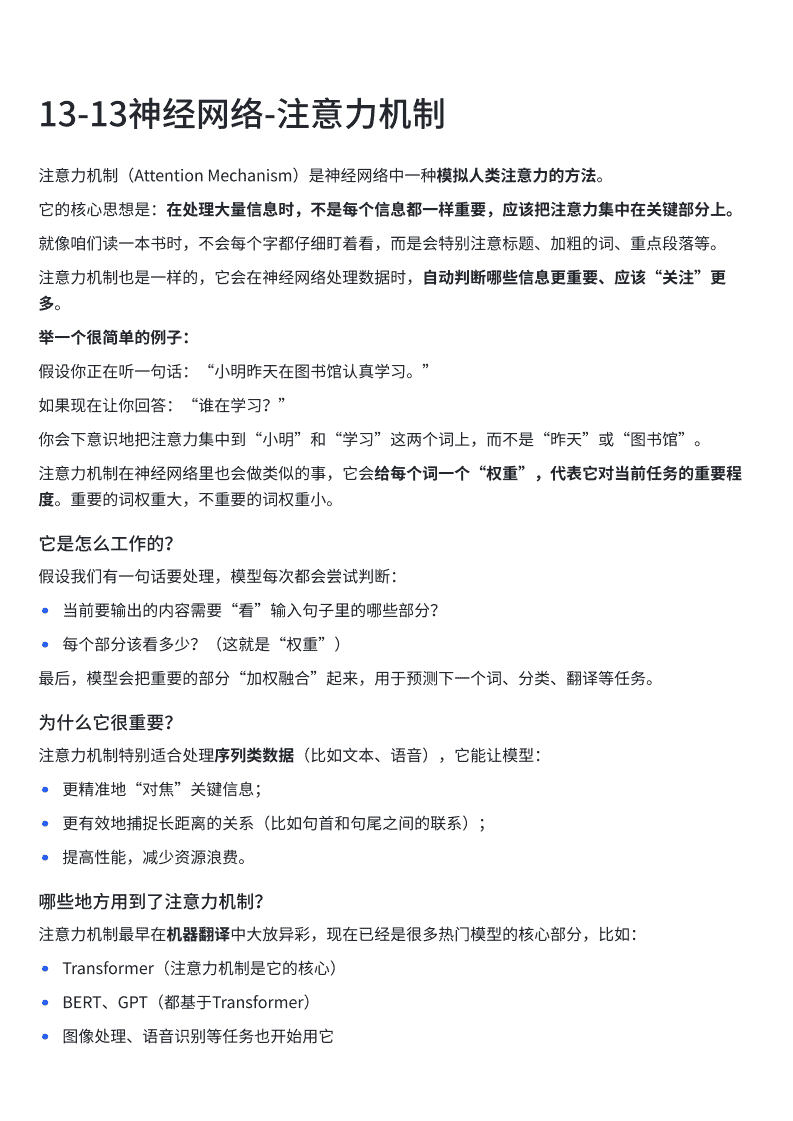 13-13神经网络-注意力机制
注意力机制（Attention Mechanism）是神经网络中一种模拟人类注意力的方法。
它的核心思想是：在处理大量信息时，不是每个信息都一样重要，应该把注意力集中在关键部分上。
就像咱们读一本书时，不会每个字都仔细盯着看，而是会特别注意标题、加粗的词、重点段落等。
注意力机制也是一样的，它会在神经网络处理数据时，自动判断哪些信息更重要、应该“关注”更
多。
举一个很简单的例子：
假设你正在听一句话：“小明昨天在图书馆认真学习。”
如果现在让你回答：“谁在学习？”
你会下意识地把注意力集中到“小明”和“学习”这两个词上，而不是“昨天”或“图书馆”。
注意力机制在神经网络里也会做类似的事，它会给每个词一个“权重”，代表它对当前任务的重要程
度。重要的词权重大，不重要的词权重小。
它是怎么工作的？
假设我们有一句话要处理，模型每次都会尝试判断：
• 当前要输出的内容需要“看”输入句子里的哪些部分？
• 每个部分该看多少？（这就是“权重”）
最后，模型会把重要的部分“加权融合”起来，用于预测下一个词、分类、翻译等任务。
为什么它很重要？
注意力机制特别适合处理序列类数据（比如文本、语音），它能让模型：
• 更精准地“对焦”关键信息；
• 更有效地捕捉长距离的关系（比如句首和句尾之间的联系）；
• 提高性能，减少资源浪费。
哪些地方用到了注意力机制？
注意力机制最早在机器翻译中大放异彩，现在已经是很多热门模型的核心部分，比如：
• Transformer（注意力机制是它的核心）
• BERT、GPT（都基于Transformer）
• 图像处理、语音识别等任务也开始用它